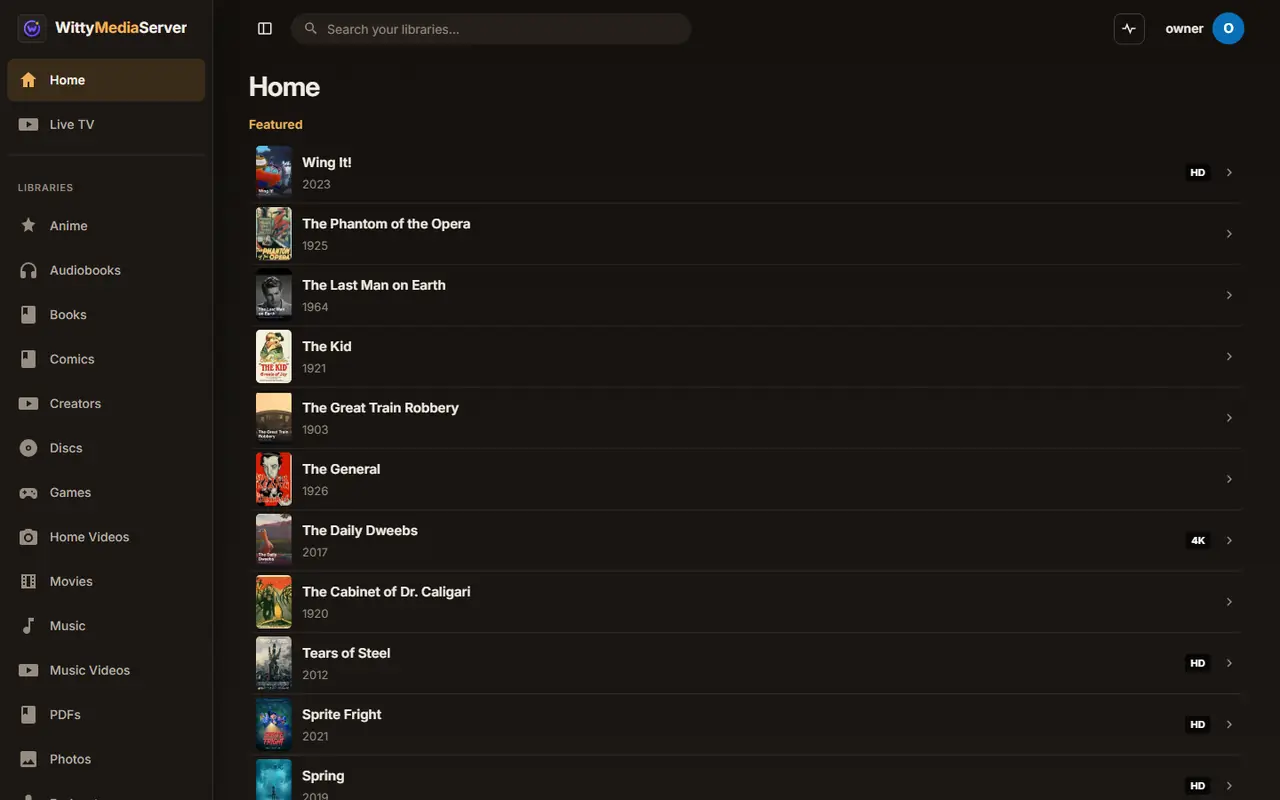 WittyMediaServer
Search your libraries...
owner
O
Home
Live TV
LIBRARIES
Anime
Audiobooks
Books
Comics
Creators
Discs
Games
Home Videos
Movies
Music
Music Videos
PDFs
Photos
Home
Featured
Wing It!
2023
HD
The Phantom of the Opera
1925
The Last Man on Earth
1964
The Kid
1921
The Great Train Robbery
1903
The General
1926
The Daily Dweebs
2017
4K
The Cabinet of Dr. Caligari
1920
Tears of Steel
2012
HD
Sprite Fright
2021
HD
Spring
2019
HD